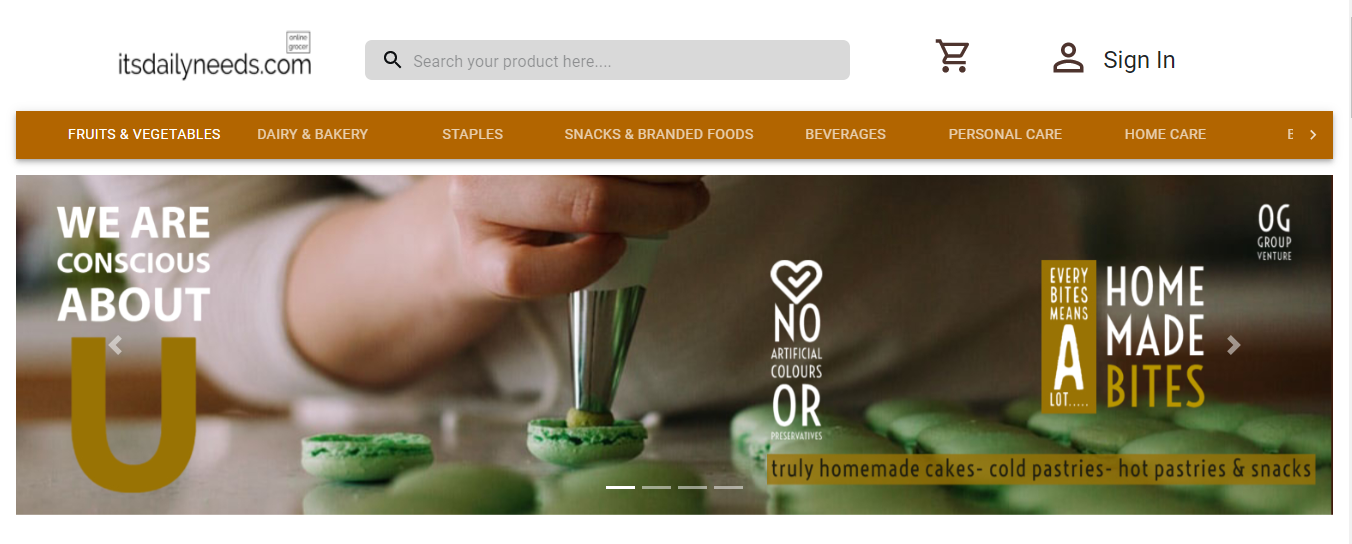 online
grocer
itsdailyneeds.com
Search your product here....
Sign In
FRUITS & VEGETABLES
DAIRY & BAKERY
STAPLES
SNACKS & BRANDED FOODS
BEVERAGES
PERSONAL CARE
HOME CARE
WE ARE
CONSCIOUS
ABOUT
U
NO
ARTIFICIAL
COLOURS
OR
PRESERVATIVES
EVERY
BITES
MEANS
A
LOT.....
HOME
MADE
BITES
OG
GROUP
VENTURE
truly homemade cakes- cold pastries- hot pastries & snacks